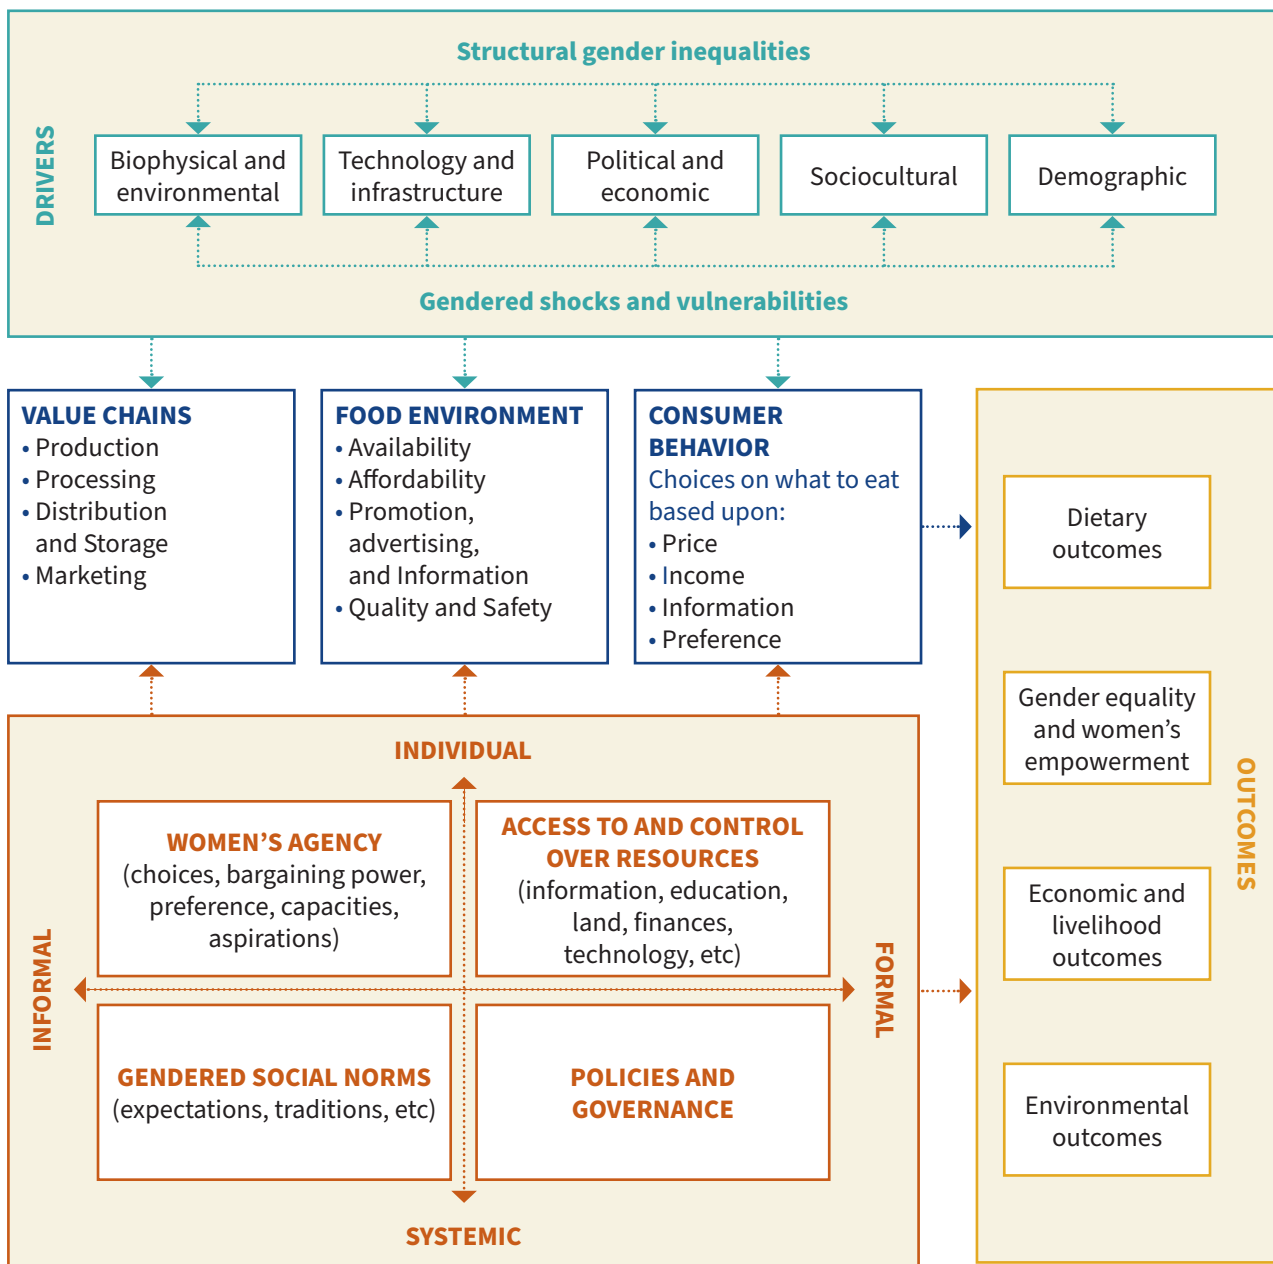 Structural gender inequalities
DRIVERS
Biophysical and
environmental
Technology and
infrastructure
Political and
economic
Sociocultural
Demographic
Gendered shocks and vulnerabilities
VALUE CHAINS
• Production
• Processing
• Distribution
and Storage
• Marketing
FOOD ENVIRONMENT
• Availability
• Affordability
• Promotion,
advertising,
and Information
• Quality and Safety
CONSUMER
BEHAVIOR
Choices on what to eat
based upon:
• Price
• Income
• Information
• Preference
INDIVIDUAL
INFORMAL
WOMEN’S AGENCY
(choices, bargaining power,
preference, capacities,
aspirations)
ACCESS TO AND CONTROL
OVER RESOURCES
(information, education,
land, finances,
technology, etc)
GENDERED SOCIAL NORMS
(expectations, traditions, etc)
POLICIES AND
GOVERNANCE
FORMAL
SYSTEMIC
Dietary
outcomes
Gender equality
and women’s
empowerment
Economic and
livelihood
outcomes
Environmental
outcomes
OUTCOMES